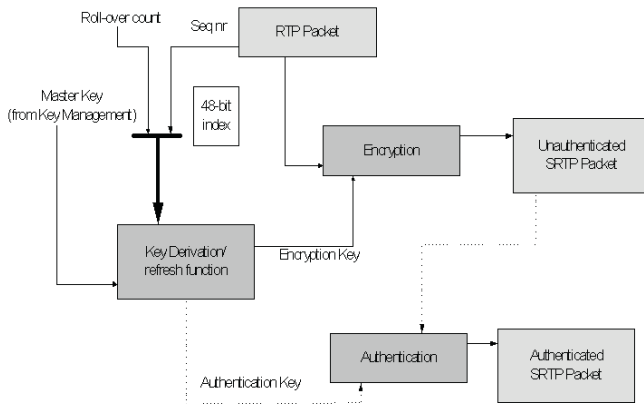 Roll-over count
Seq nr
RTP Packet
Master Key
(from Key Management)
48-bit
index
Encryption
Unauthenticated
SRTP Packet
Key Derivation/
refresh function
Encryption Key
Authentication
Authenticated
SRTP Packet
Authentication Key